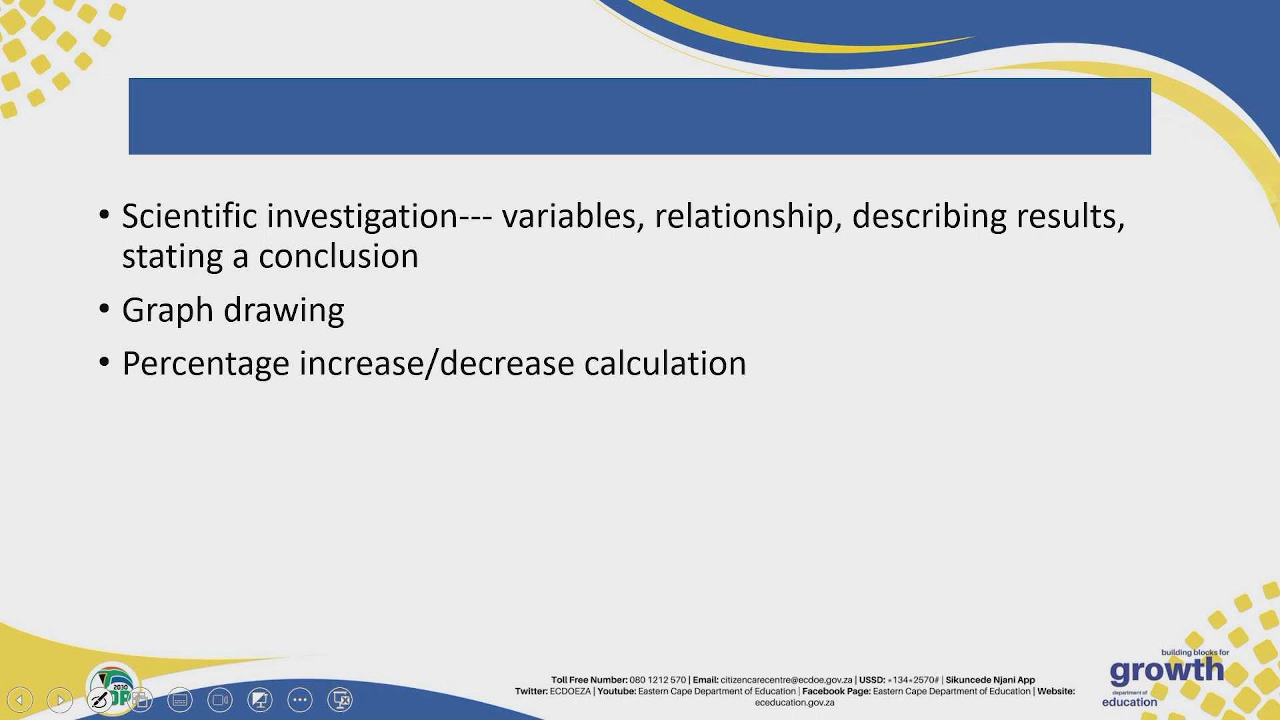 • Scientific investigation--- variables, relationship, describing results,
stating a conclusion
• Graph drawing
• Percentage increase/decrease calculation
2030
Toll Free Number: 080 1212 570 | Email: citizencarecentre@ecdoe.gov.za | USSD: *134*2570# | Sikuncede Njani App
Twitter: ECDOEZA | Youtube: Eastern Cape Department of Education | Facebook Page: Eastern Cape Department of Education | Website:
eceducation.gov.za
building blocks for
growth
department of
education